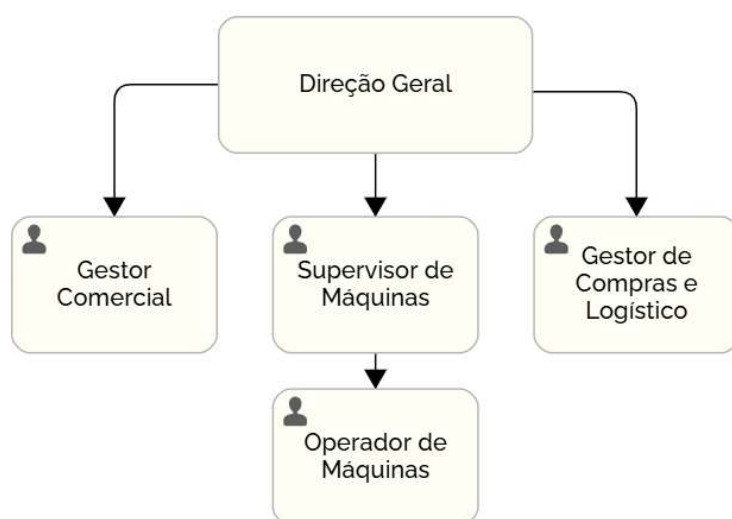 Direção Geral
Gestor
Comercial
Supervisor de
Máquinas
Gestor de
Compras e
Logístico
Operador de
Máquinas